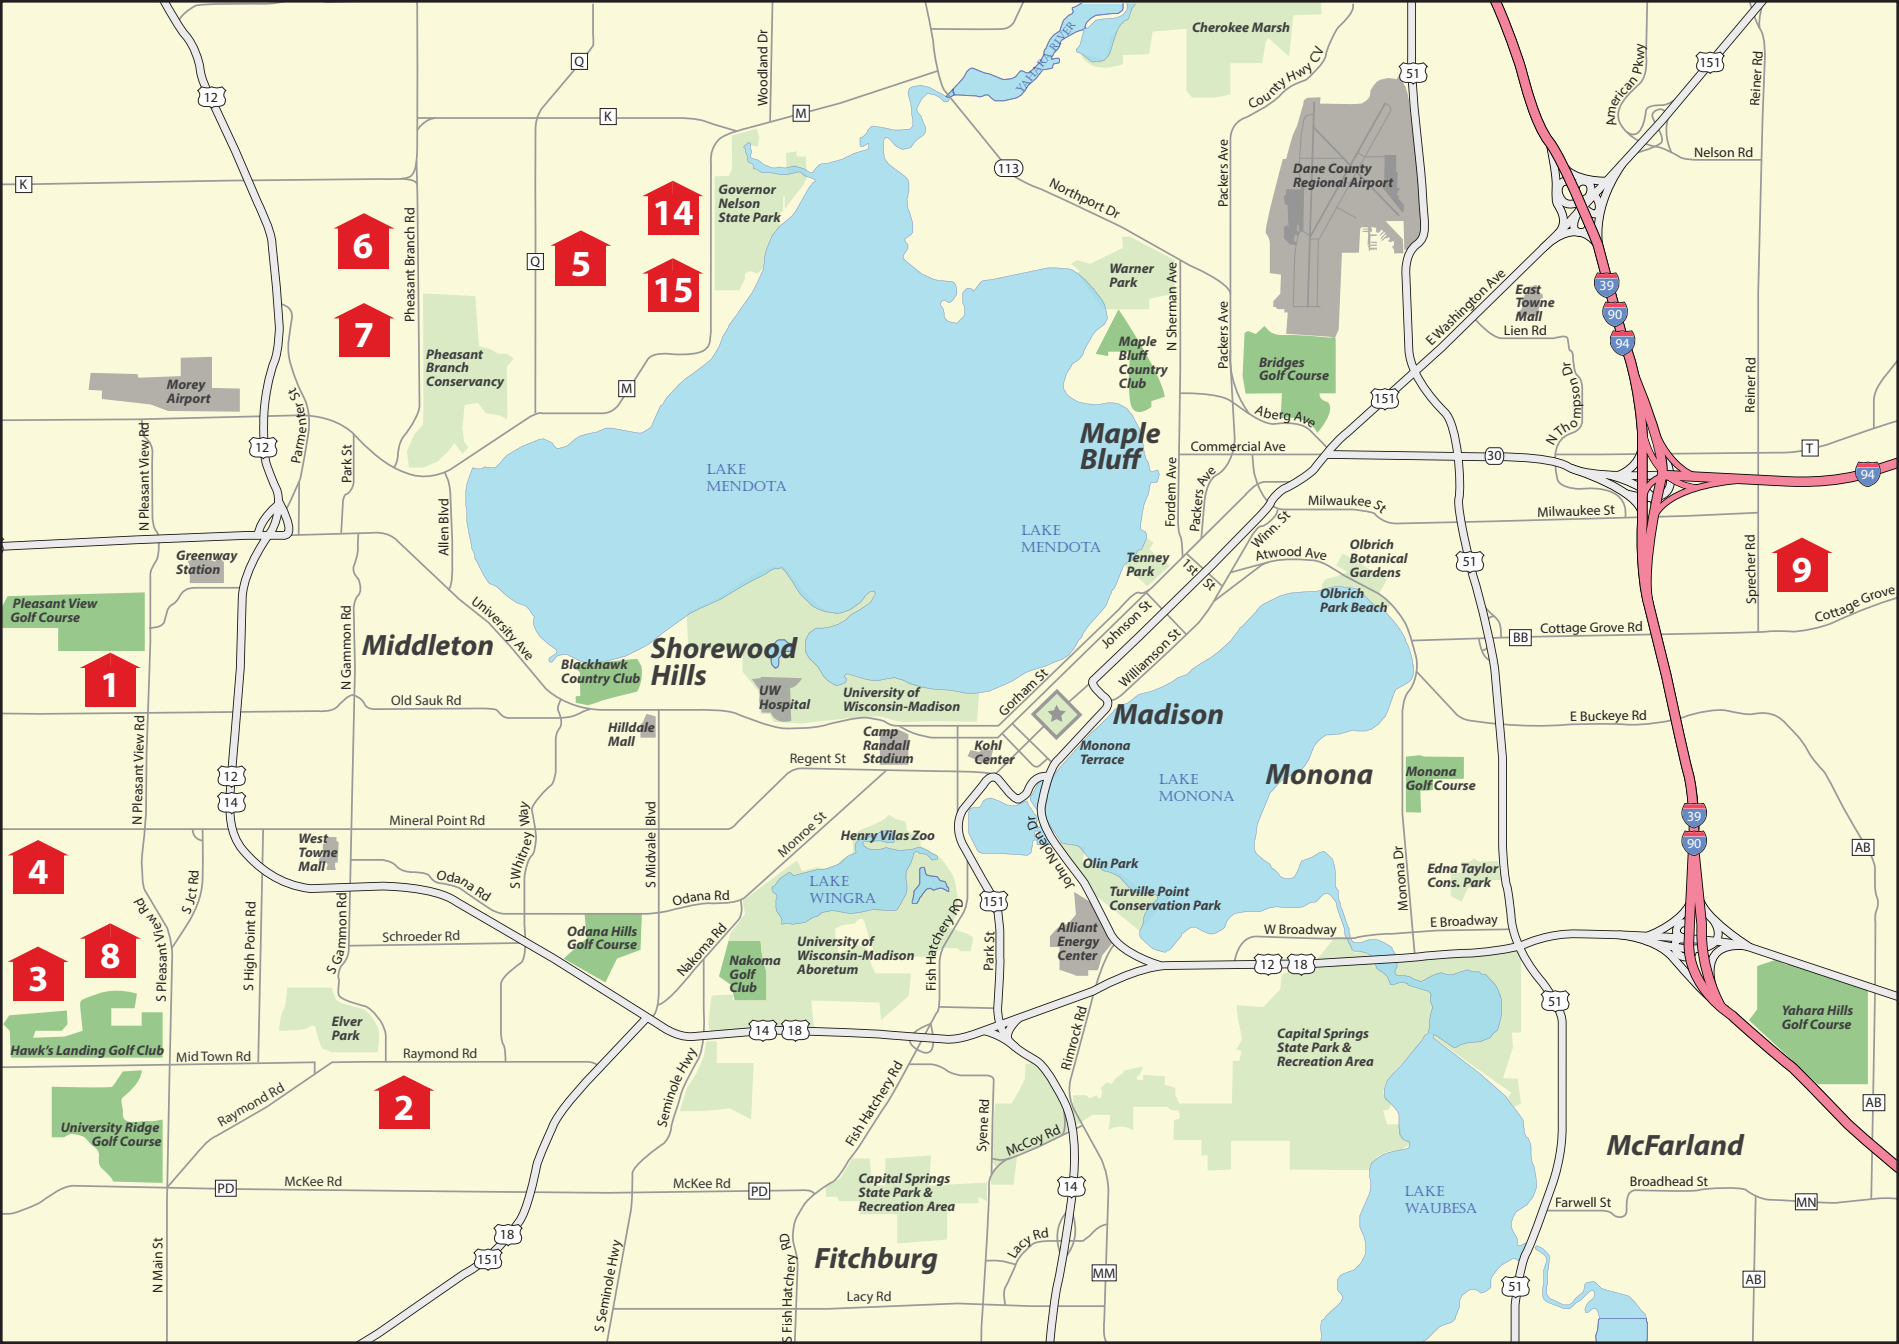 Cherokee Marsh
YAHARA RIVER
Woodland Dr
Q
51
151
County Hwy CV
American Pkwy
Reiner Rd
12
K
M
Nelson Rd
113
Northport Dr
Packers Ave
Dane County
Regional Airport
K
Governor
Nelson
State Park
14
6
Pheasant Branch Rd
Q
5
15
7
Warner
Park
N Sherman Ave
Packers Ave
E Washington Ave
East
Towne
Mall
Lien Rd
39
90
94
Maple
Bluff
Country
Club
Bridges
Golf Course
Pheasant
Branch
Conservancy
Morey
Airport
Parmenter St
M
151
N Thompson Dr
Reiner Rd
Aberg Ave
Maple
Bluff
Commercial Ave
30
T
94
12
N Pleasant View Rd
Park St
LAKE
MENDOTA
LAKE
MENDOTA
Allen Blvd
Fordem Ave
Packers Ave
Milwaukee St
Milwaukee St
Winn. St
Atwood Ave
Olbrich
Botanical
Gardens
51
Tenney
Park
1st St
Olbrich
Park Beach
Sprecher Rd
9
Greenway
Station
Pleasant View
Golf Course
Cottage Grove
BB
Cottage Grove Rd
University Ave
Johnson St
Williamson St
Gorham St
N Gammon Rd
Middleton
Shorewood
Hills
Blackhawk
Country Club
UW
Hospital
University of
Wisconsin-Madison
1
Old Sauk Rd
Hilldale
Mall
Camp
Randall
Stadium
Kohl
Center
Madison
Monona
Terrace
E Buckeye Rd
N Pleasant View Rd
Regent St
LAKE
MONONA
Monona
Monona
Golf Course
12
14
Mineral Point Rd
S Whitney Way
S Midvale Blvd
Monroe St
Henry Vilas Zoo
John Nolen Dr
39
90
AB
West
Towne
Mall
4
Olin Park
Edna Taylor
Cons. Park
Monona Dr
LAKE
WINGRA
Turville Point
Conservation Park
S Jct Rd
Odana Rd
Odana Rd
151
S Pleasant View Rd
S High Point Rd
S Gammon Rd
Schroeder Rd
Odana Hills
Golf Course
Nakoma Rd
Nakoma
Golf
Club
University of
Wisconsin-Madison
Aboretum
Fish Hatchery RD
Park St
Alliant
Energy
Center
W Broadway
E Broadway
12
18
8
3
51
Elver
Park
14
18
Rimrock Rd
Capital Springs
State Park &
Recreation Area
Yahara Hills
Golf Course
Hawk's Landing Golf Club
Mid Town Rd
Raymond Rd
Raymond Rd
2
Seminole Hwy
Fish Hatchery Rd
Syene Rd
McCoy Rd
University Ridge
Golf Course
AB
McFarland
PD
McKee Rd
McKee Rd
PD
Capital Springs
State Park &
Recreation Area
14
LAKE
WAUBESA
Farwell St
Broadhead St
MN
18
151
N Main St
S Seminole Hwy
S Fish Hatchery RD
Fitchburg
Lacy Rd
MM
Lacy Rd
51
AB